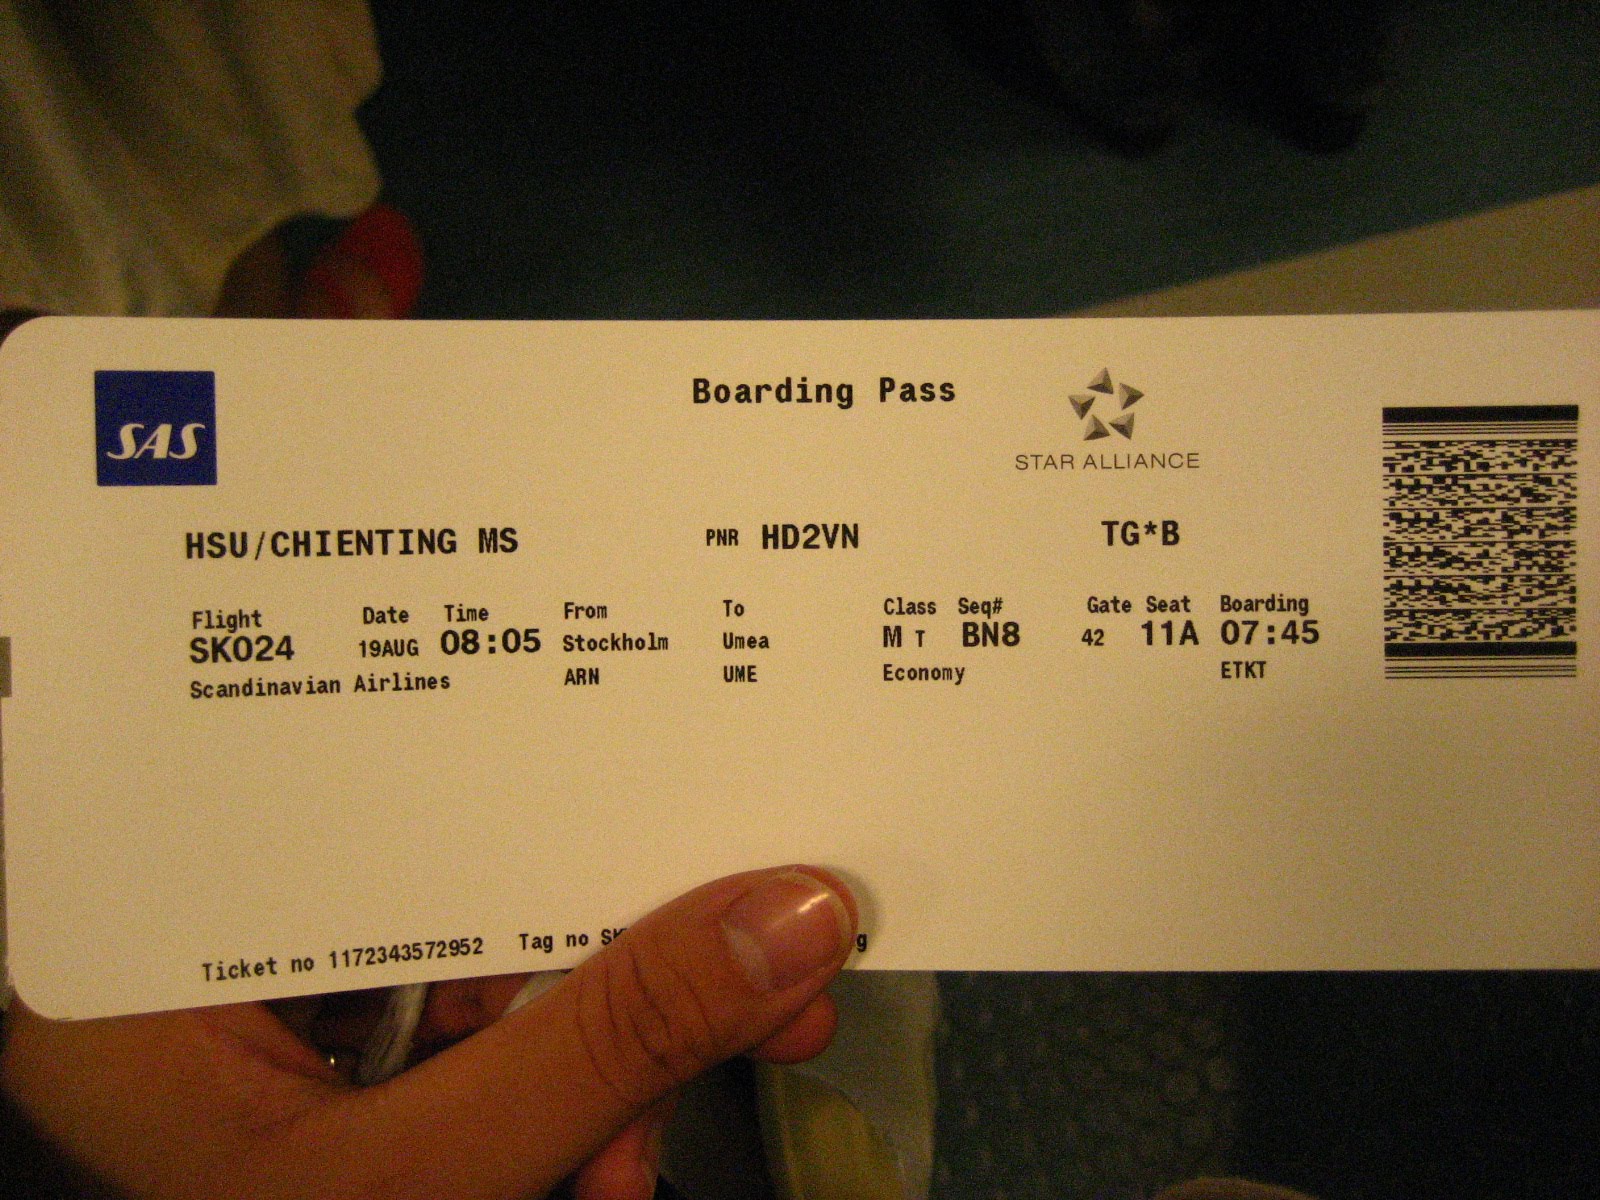 Boarding Pass
SAS
STAR ALLIANCE
HSU/CHIENTING MS PNR HD2VN TG*B
Flight Date Time From To Class Seq# Gate Seat Boarding
SK024 19AUG 08:05 Stockholm Umea M T BN8 42 11A 07:45
Scandinavian Airlines ARN UME Economy ETKT
Ticket no 1172343572952 Tag no SK